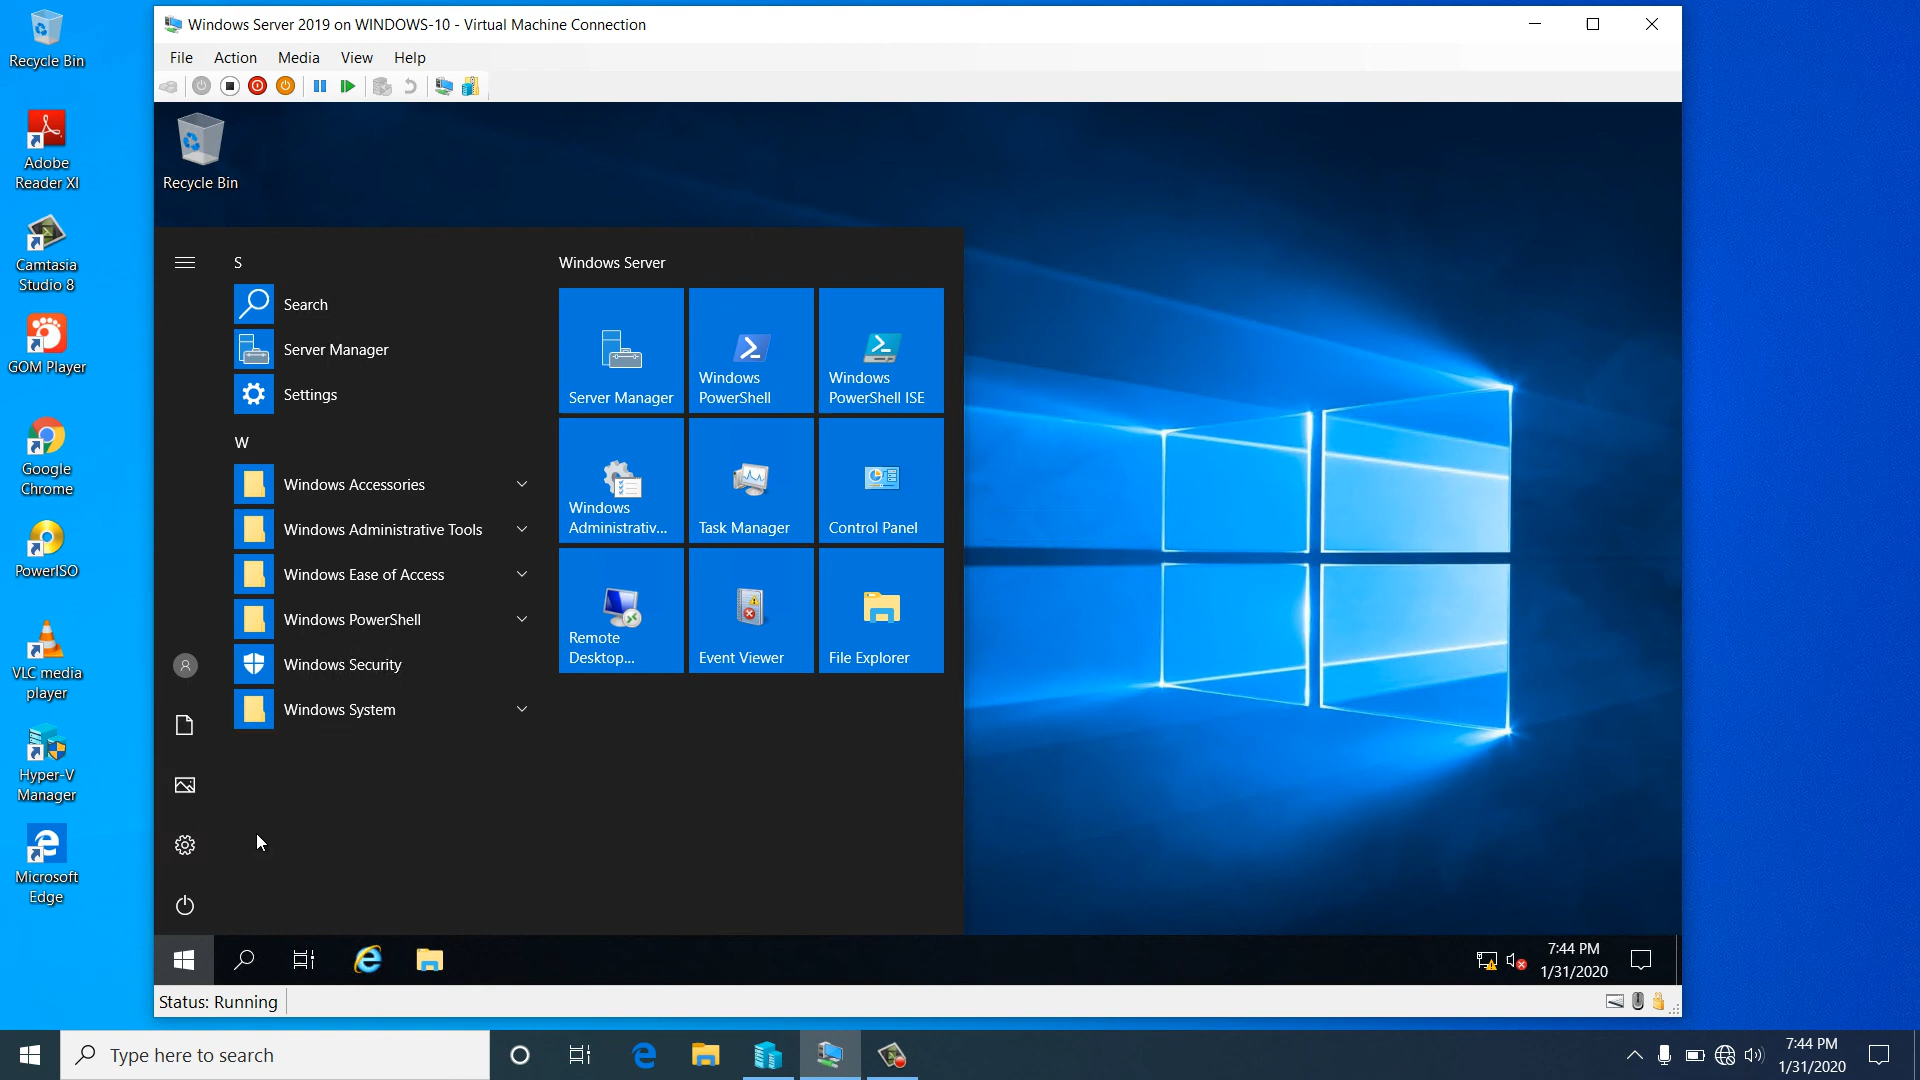 Recycle Bin
Adobe
Reader XI
Camtasia
Studio 8
GOM Player
Google
Chrome
PowerISO
VLC media
player
Hyper-V
Manager
Microsoft
Edge
Windows Server 2019 on WINDOWS-10 - Virtual Machine Connection
File Action Media View Help
Recycle Bin
S
Search
Server Manager
Settings
W
Windows Accessories
Windows Administrative Tools
Windows Ease of Access
Windows PowerShell
Windows Security
Windows System
Windows Server
Server Manager
Windows
PowerShell
Windows
PowerShell ISE
Windows
Administrativ...
Task Manager
Control Panel
Remote
Desktop...
Event Viewer
File Explorer
7:44 PM
1/31/2020
Status: Running
Type here to search
7:44 PM
1/31/2020